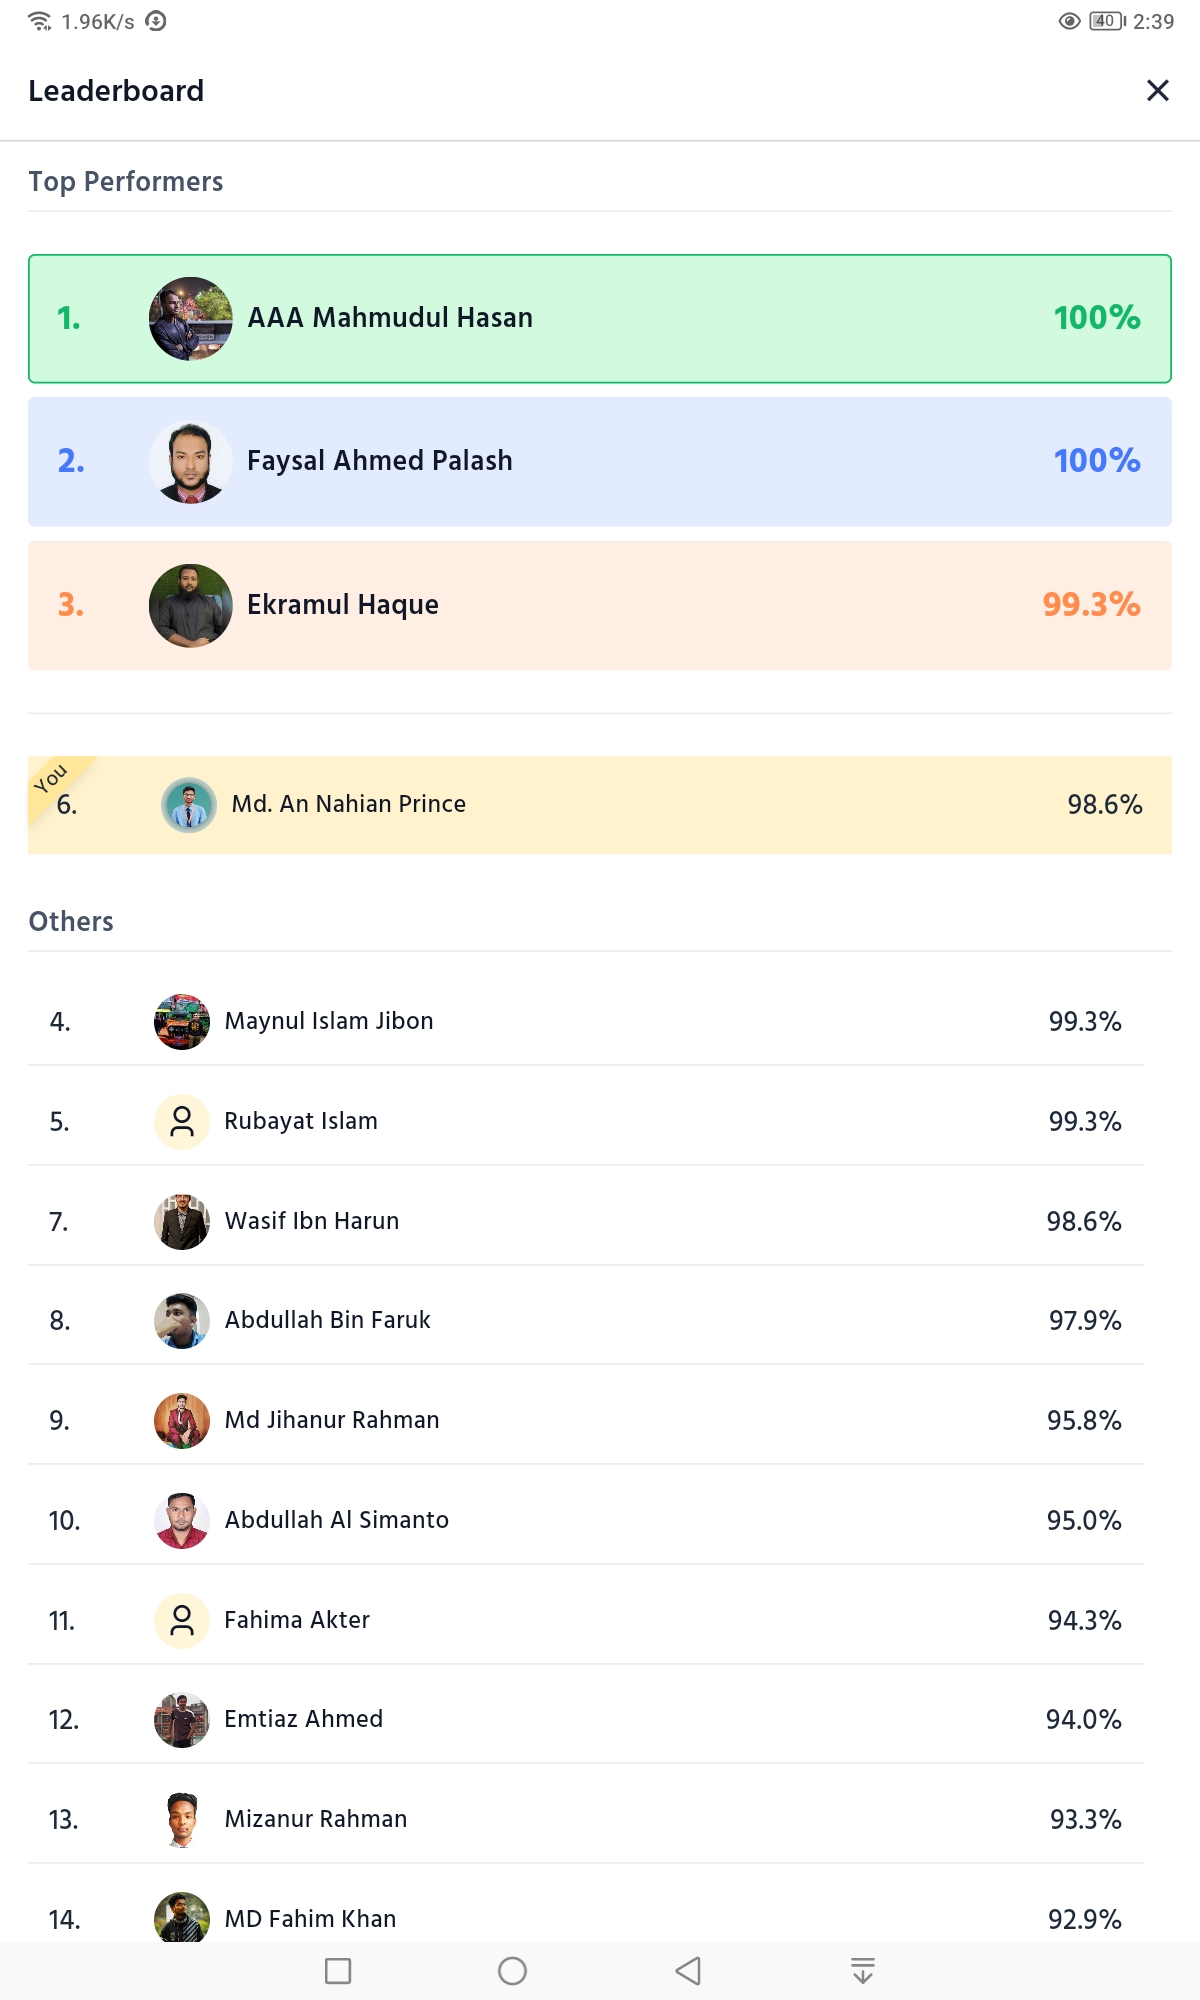 1.96K/s
40 2:39
Leaderboard
Top Performers
1. AAA Mahmudul Hasan 100%
2. Faysal Ahmed Palash 100%
3. Ekramul Haque 99.3%
You
6. Md. An Nahian Prince 98.6%
Others
4. Maynul Islam Jibon 99.3%
5. Rubayat Islam 99.3%
7. Wasif Ibn Harun 98.6%
8. Abdullah Bin Faruk 97.9%
9. Md Jihanur Rahman 95.8%
10. Abdullah Al Simanto 95.0%
11. Fahima Akter 94.3%
12. Emtiaz Ahmed 94.0%
13. Mizanur Rahman 93.3%
14. MD Fahim Khan 92.9%